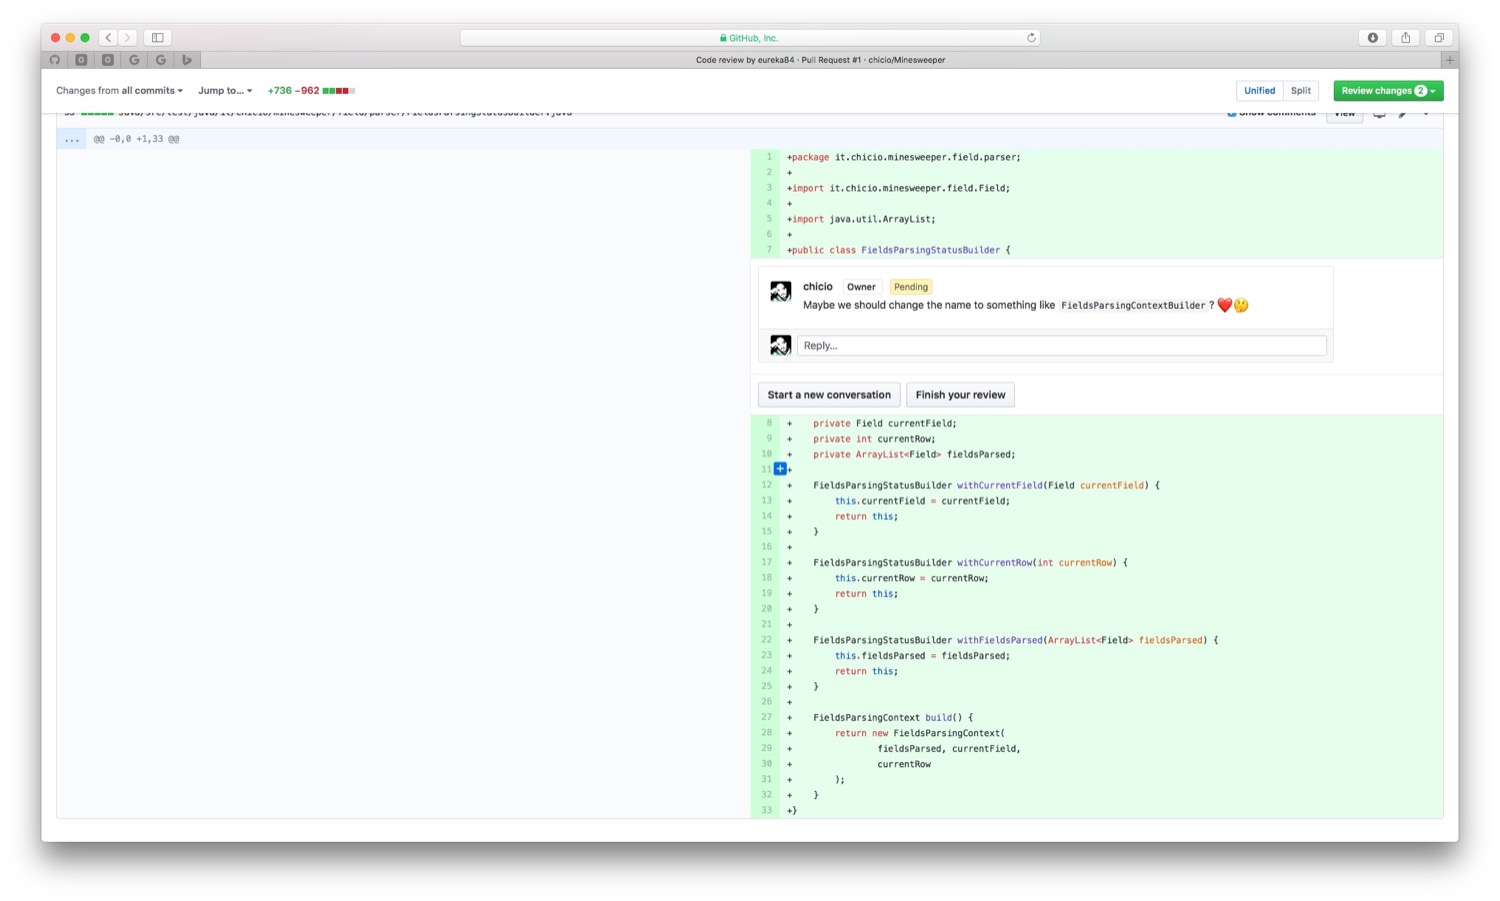 GitHub, Inc.
Code review by eureka84 · Pull Request #1 · chicio/Minesweeper
Changes from all commits Jump to... +736 −962 Unified Split Review changes 2
... @@ -0,0 +1,33 @@
1 +package it.chicio.minesweeper.field.parser;
2 +
3 +import it.chicio.minesweeper.field.Field;
4 +
5 +import java.util.ArrayList;
6 +
7 +public class FieldsParsingStatusBuilder {
chicio Owner Pending
Maybe we should change the name to something like FieldsParsingContextBuilder ? ❤️🤔
Reply...
Start a new conversation Finish your review
8 + private Field currentField;
9 + private int currentRow;
10 + private ArrayList<Field> fieldsParsed;
11 +
12 + FieldsParsingStatusBuilder withCurrentField(Field currentField) {
13 + this.currentField = currentField;
14 + return this;
15 + }
16 +
17 + FieldsParsingStatusBuilder withCurrentRow(int currentRow) {
18 + this.currentRow = currentRow;
19 + return this;
20 + }
21 +
22 + FieldsParsingStatusBuilder withFieldsParsed(ArrayList<Field> fieldsParsed) {
23 + this.fieldsParsed = fieldsParsed;
24 + return this;
25 + }
26 +
27 + FieldsParsingContext build() {
28 + return new FieldsParsingContext(
29 + fieldsParsed, currentField,
30 + currentRow
31 + );
32 + }
33 +}